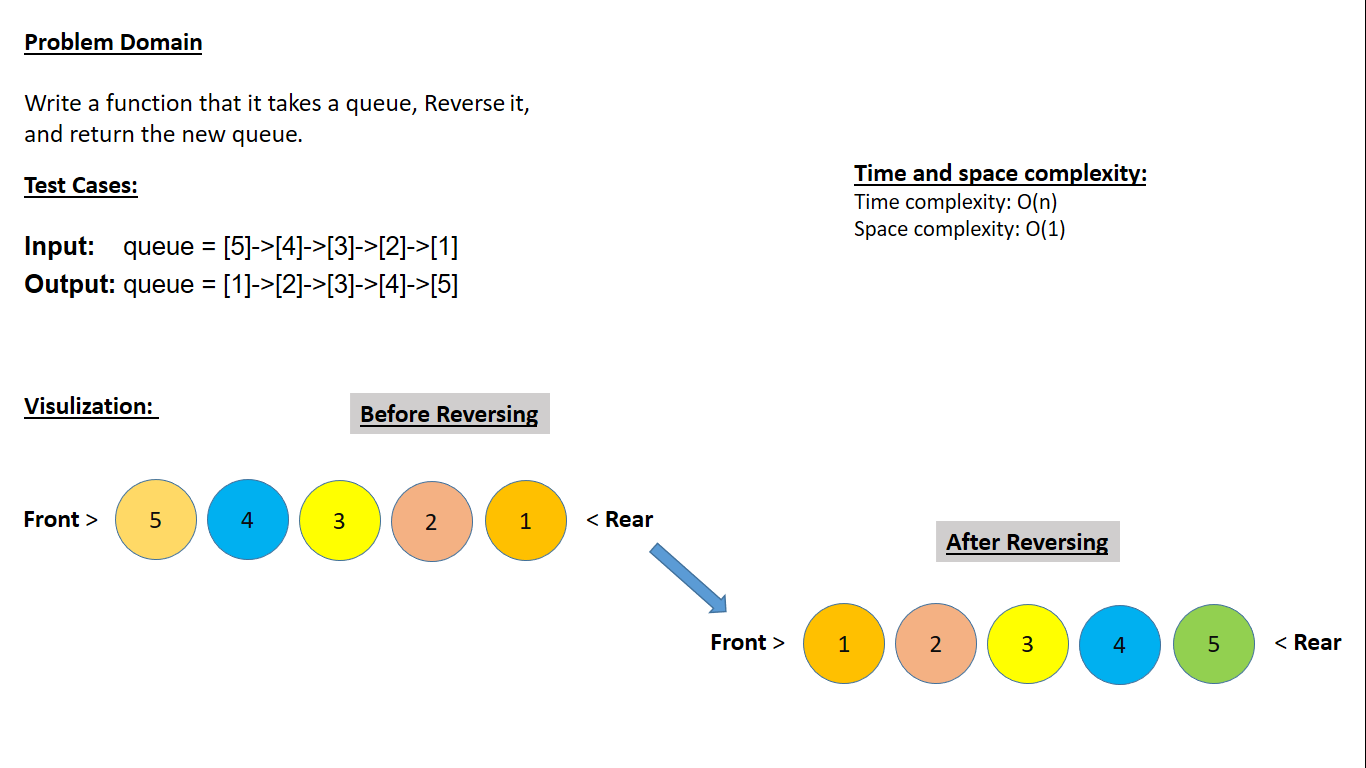 Problem Domain
Write a function that it takes a queue, Reverse it,
and return the new queue.
Test Cases:
Input: queue = [5]->[4]->[3]->[2]->[1]
Output: queue = [1]->[2]->[3]->[4]->[5]
Time and space complexity:
Time complexity: O(n)
Space complexity: O(1)
Visulization:
Before Reversing
Front > 5 4 3 2 1 < Rear
After Reversing
Front > 1 2 3 4 5 < Rear